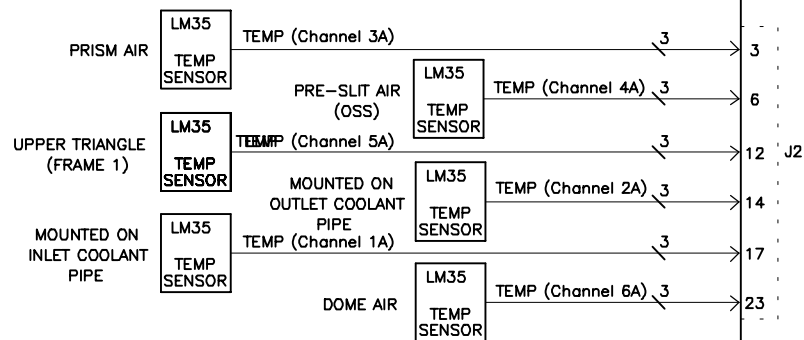 PRISM AIR
LM35
TEMP
SENSOR
TEMP (Channel 3A)
3
3
PRE-SLIT AIR
(OSS)
LM35
TEMP
SENSOR
TEMP (Channel 4A)
3
6
UPPER TRIANGLE
(FRAME 1)
LM35
TEMP
SENSOR
TEMP (Channel 5A)
3
12
J2
MOUNTED ON
OUTLET COOLANT
PIPE
LM35
TEMP
SENSOR
TEMP (Channel 2A)
3
14
MOUNTED ON
INLET COOLANT
PIPE
LM35
TEMP
SENSOR
TEMP (Channel 1A)
3
17
DOME AIR
LM35
TEMP
SENSOR
TEMP (Channel 6A)
3
23